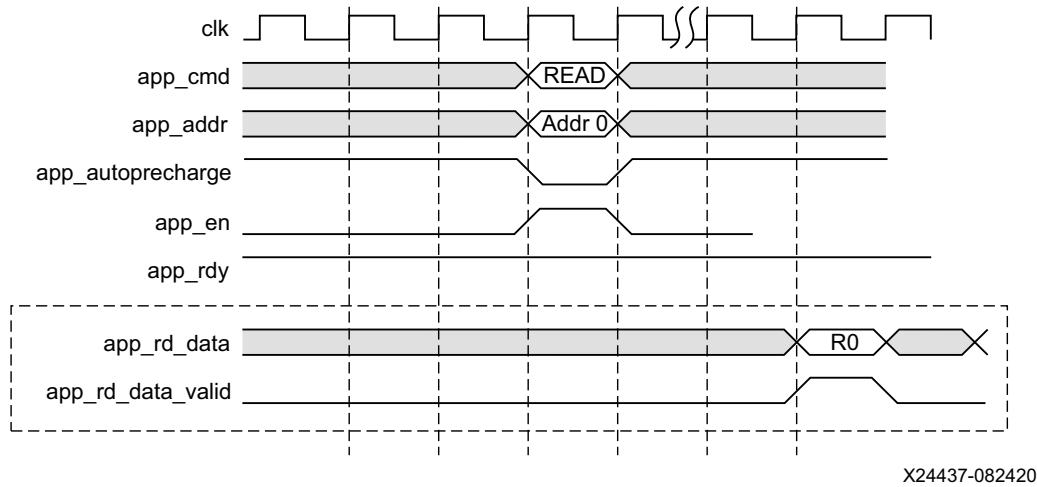 clk
app_cmd READ
app_addr Addr 0
app_autoprecharge
app_en
app_rdy
app_rd_data R0
app_rd_data_valid
X24437-082420